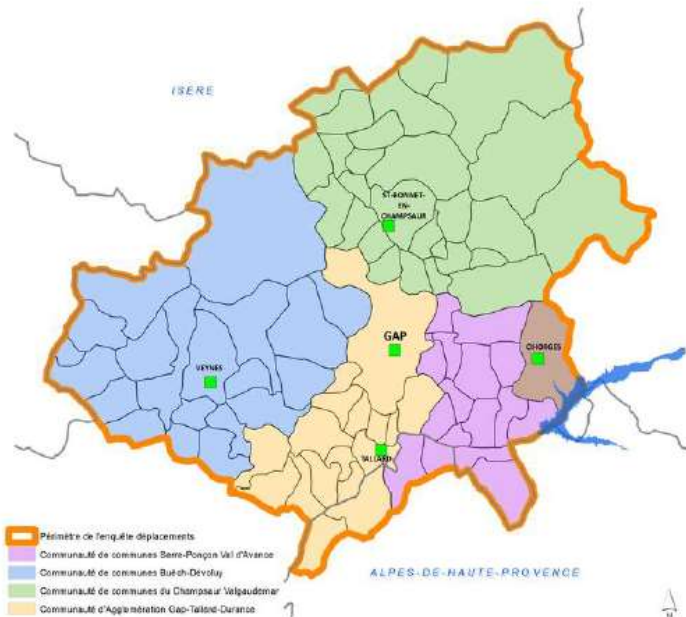 ISERE
ST-BONNET-
EN-
CHAMPSAUR
GAP
CHORGES
VEYNES
TALLARD
Périmètre de l'enquête déplacements
Communauté de communes Serre-Ponçon Val d'Avance
Communauté de communes Buëch-Dévoluy
Communauté de communes du Champsaur Valgaudemar
Communauté d'Agglomération Gap-Tallard-Durance
ALPES-DE-HAUTE-PROVENCE
N